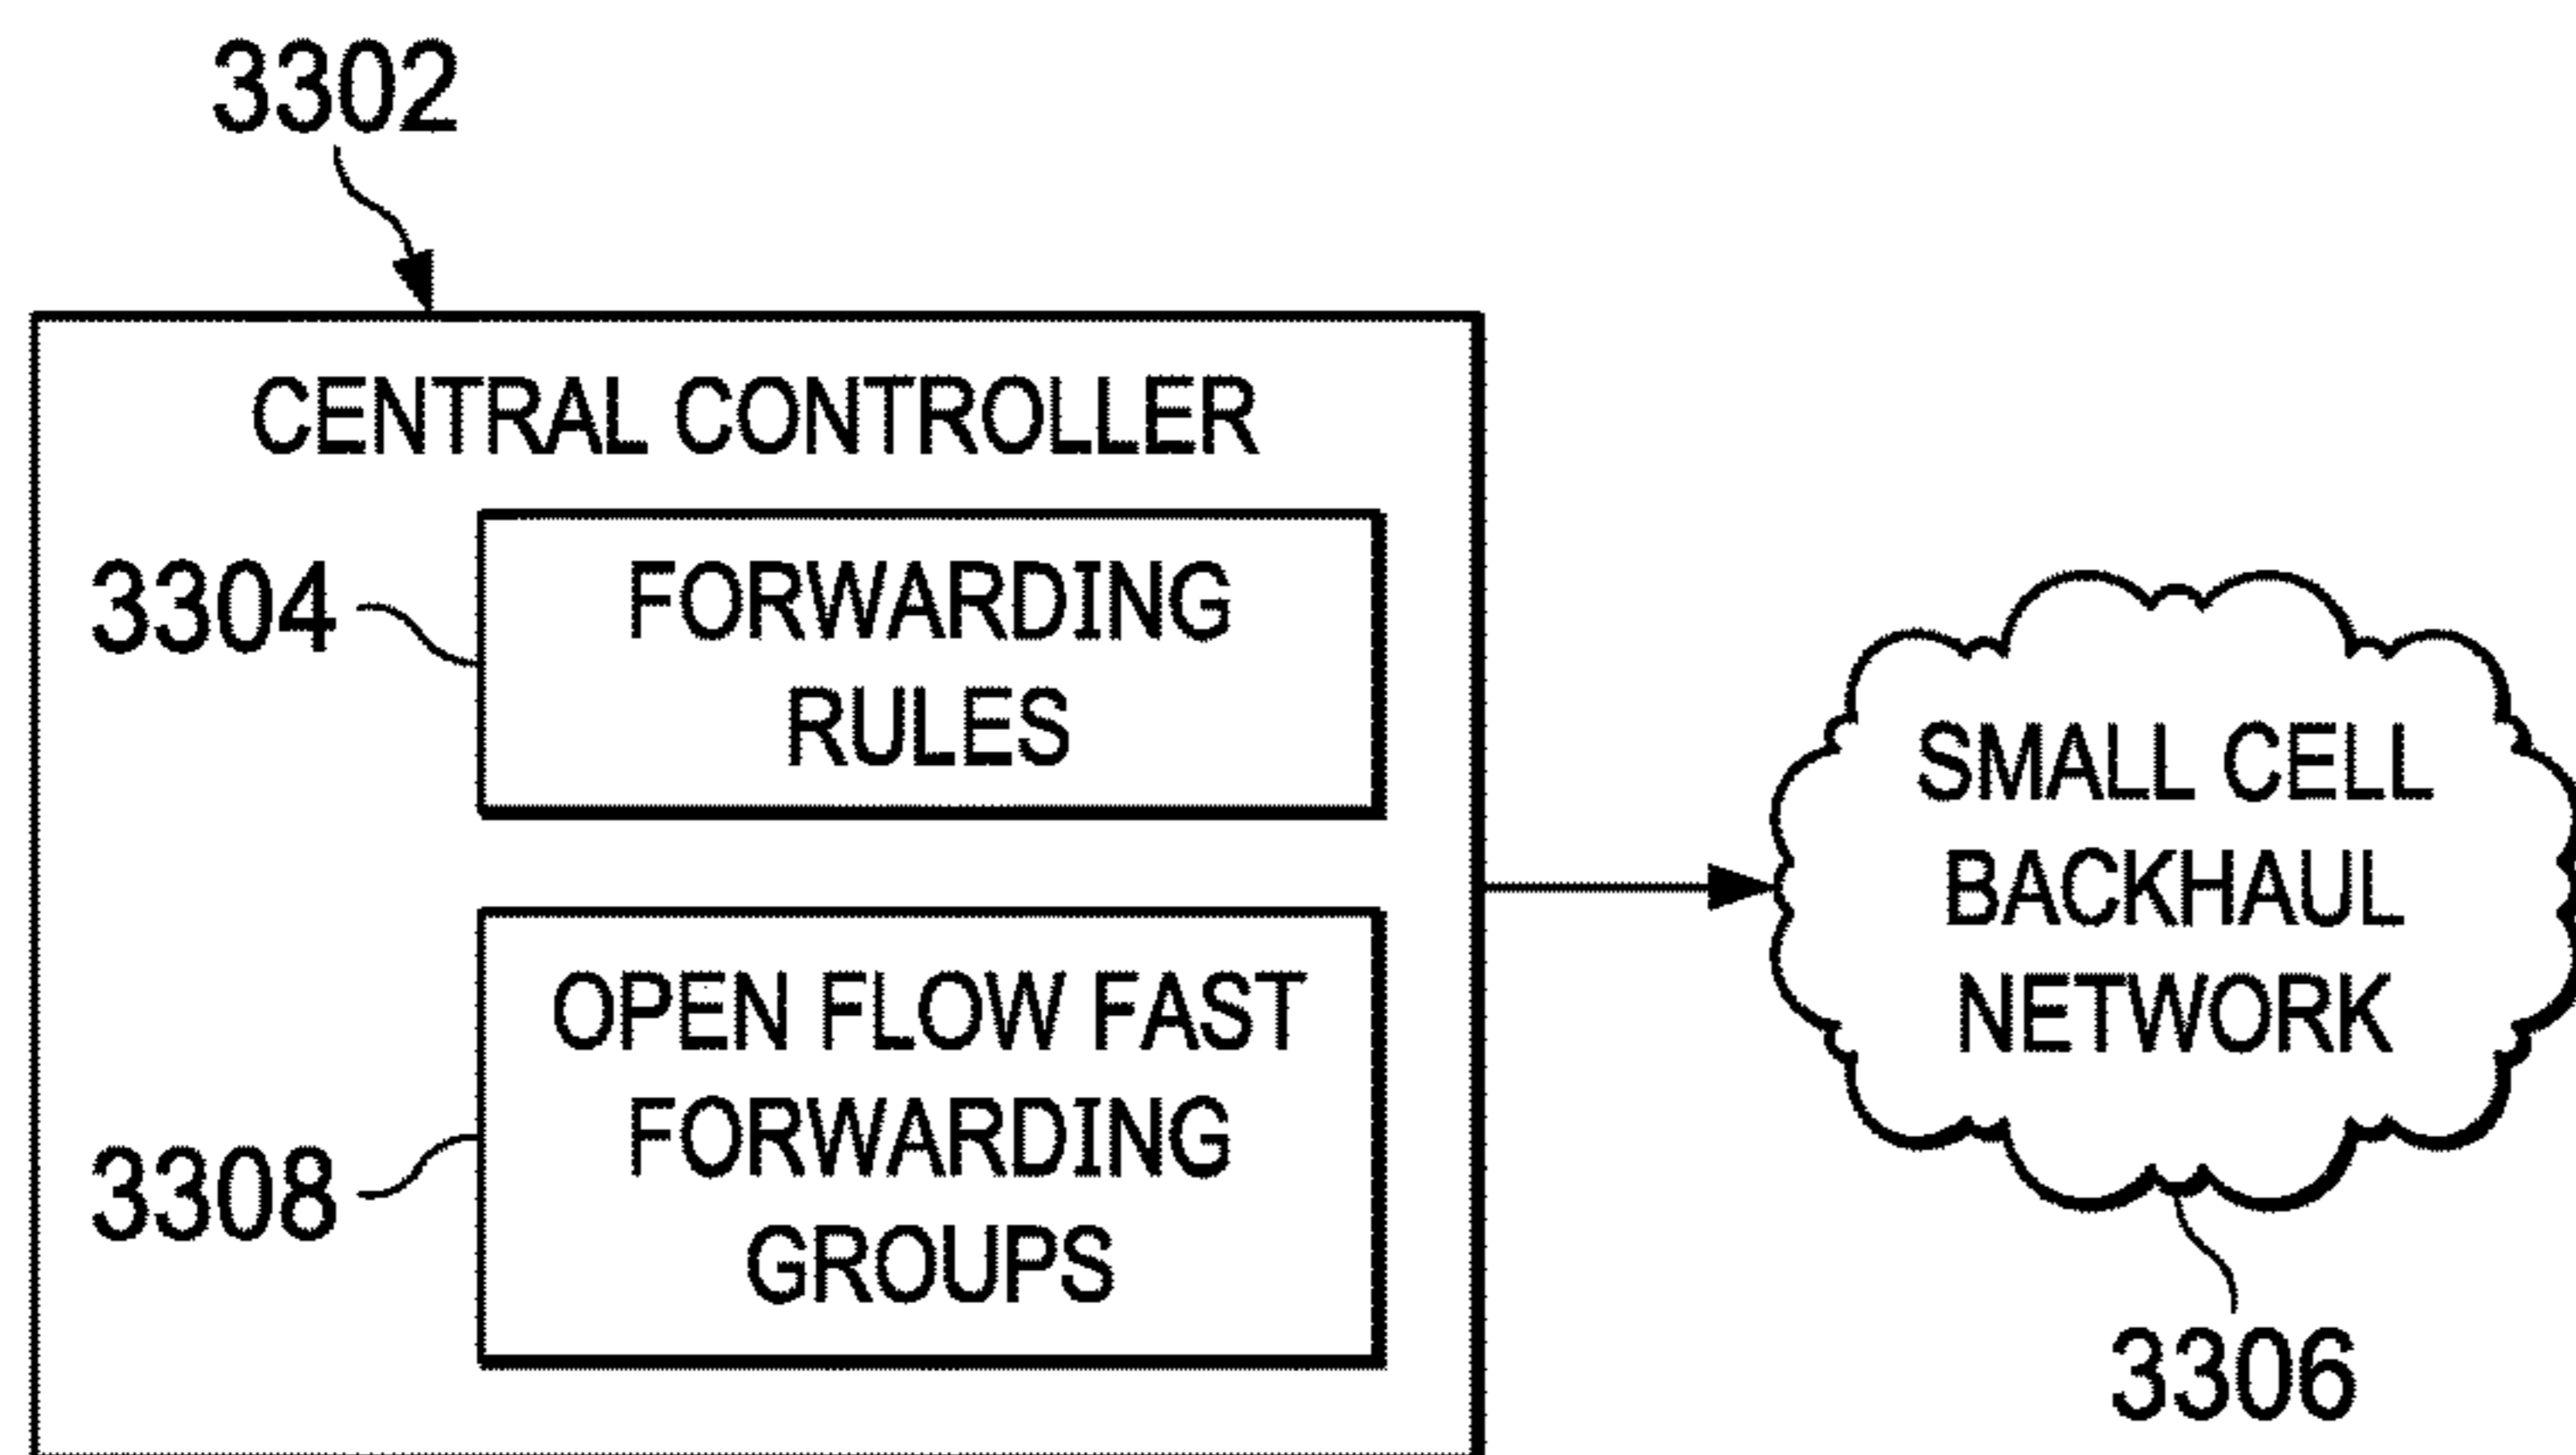 3302
CENTRAL CONTROLLER
3304
FORWARDING
RULES
3308
OPEN FLOW FAST
FORWARDING
GROUPS
SMALL CELL
BACKHAUL
NETWORK
3306